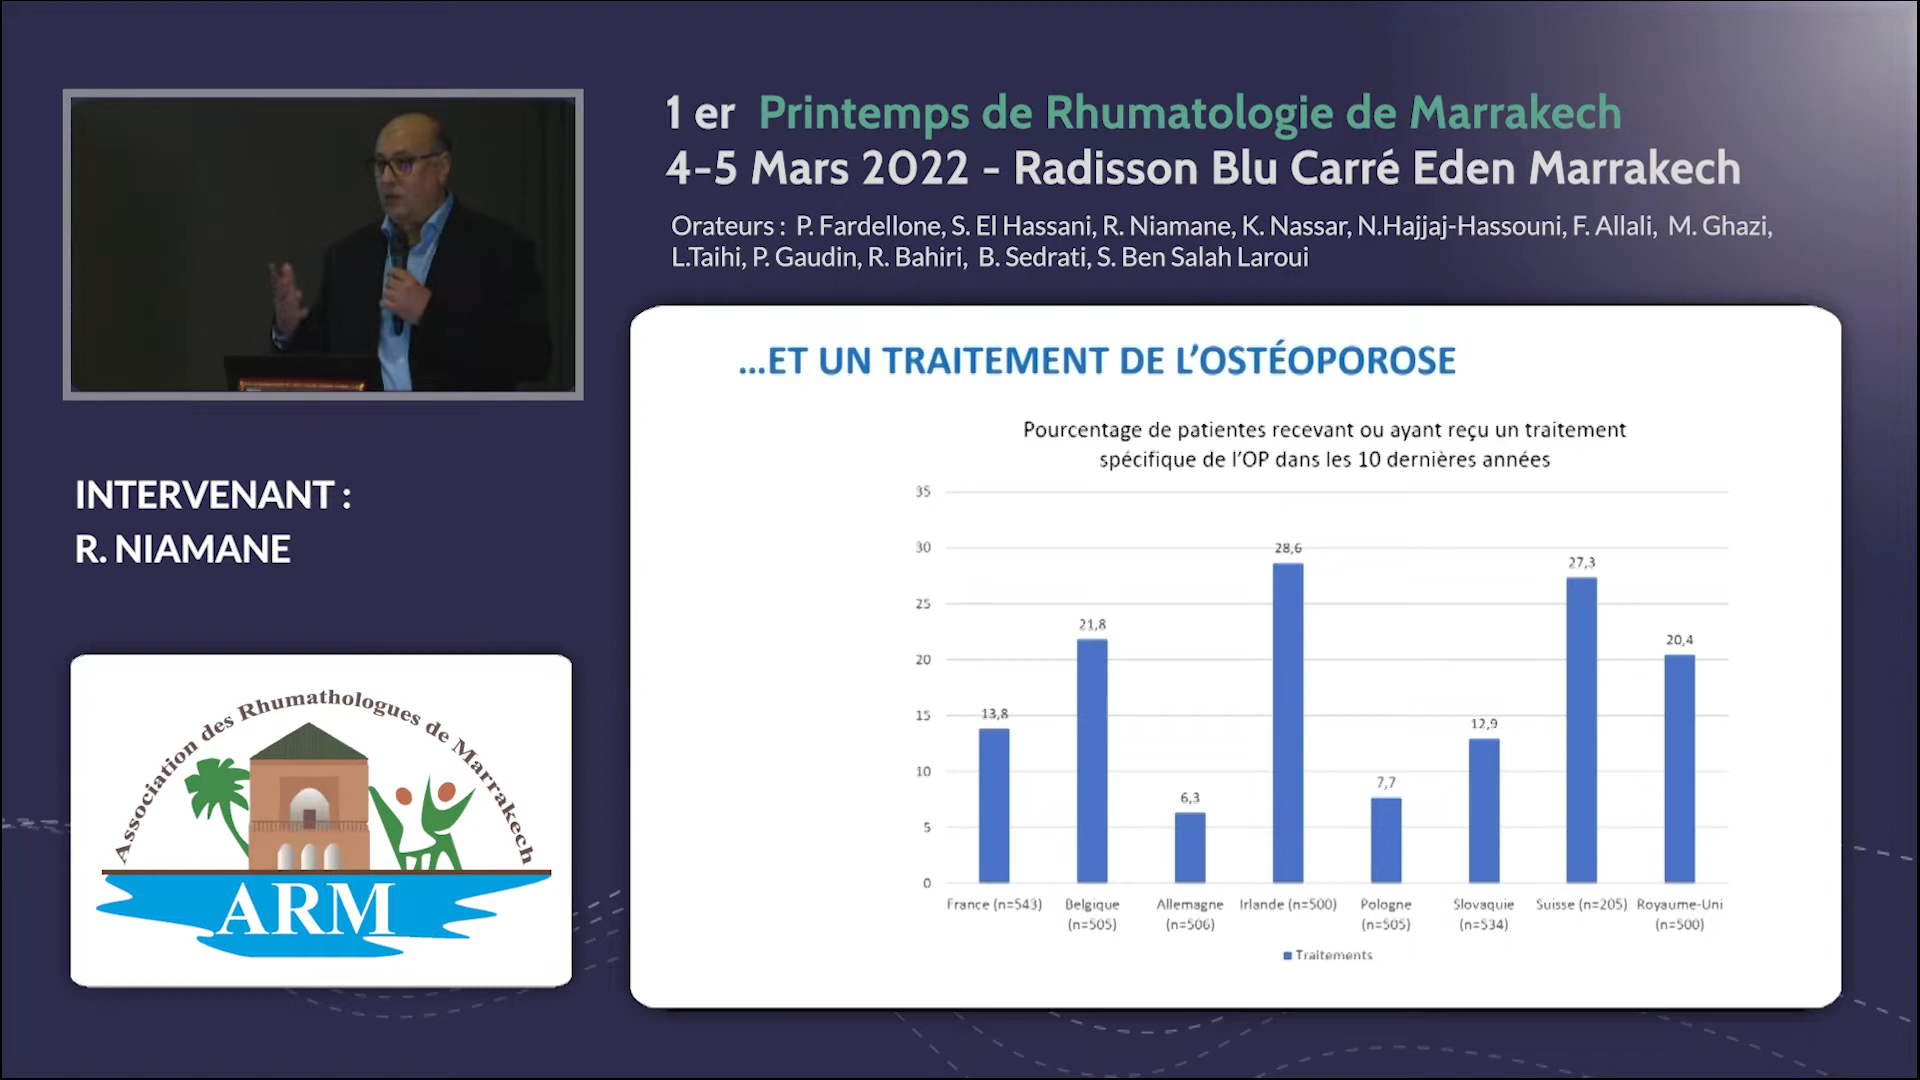 1 er Printemps de Rhumatologie de Marrakech
4-5 Mars 2022 - Radisson Blu Carré Eden Marrakech
Orateurs : P. Fardellone, S. El Hassani, R. Niamane, K. Nassar, N.Hajjaj-Hassouni, F. Allali, M. Ghazi,
L.Taihi, P. Gaudin, R. Bahiri, B. Sedrati, S. Ben Salah Laroui
INTERVENANT :
R. NIAMANE
Association des Rhumathologues de Marrakech
ARM
...ET UN TRAITEMENT DE L'OSTÉOPOROSE
Pourcentage de patientes recevant ou ayant reçu un traitement
spécifique de l'OP dans les 10 dernières années
35
30
25
20
15
10
5
0
13,8
21,8
6,3
28,6
7,7
12,9
27,3
20,4
France (n=543)
Belgique
(n=505)
Allemagne
(n=506)
Irlande (n=500)
Pologne
(n=505)
Slovaquie
(n=534)
Suisse (n=205)
Royaume-Uni
(n=500)
Traitements